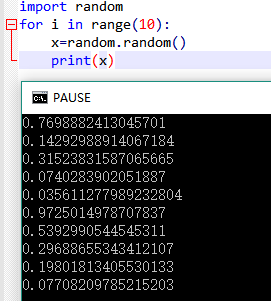 import random
for i in range(10):
    x=random.random()
    print(x)
C:\. PAUSE
0.7698882413045701
0.14292988914067184
0.31523831587065665
0.0740283902051887
0.035611277989232804
0.9725014978707837
0.5392990544545311
0.29688655343412107
0.19801813405530133
0.07708209785215203